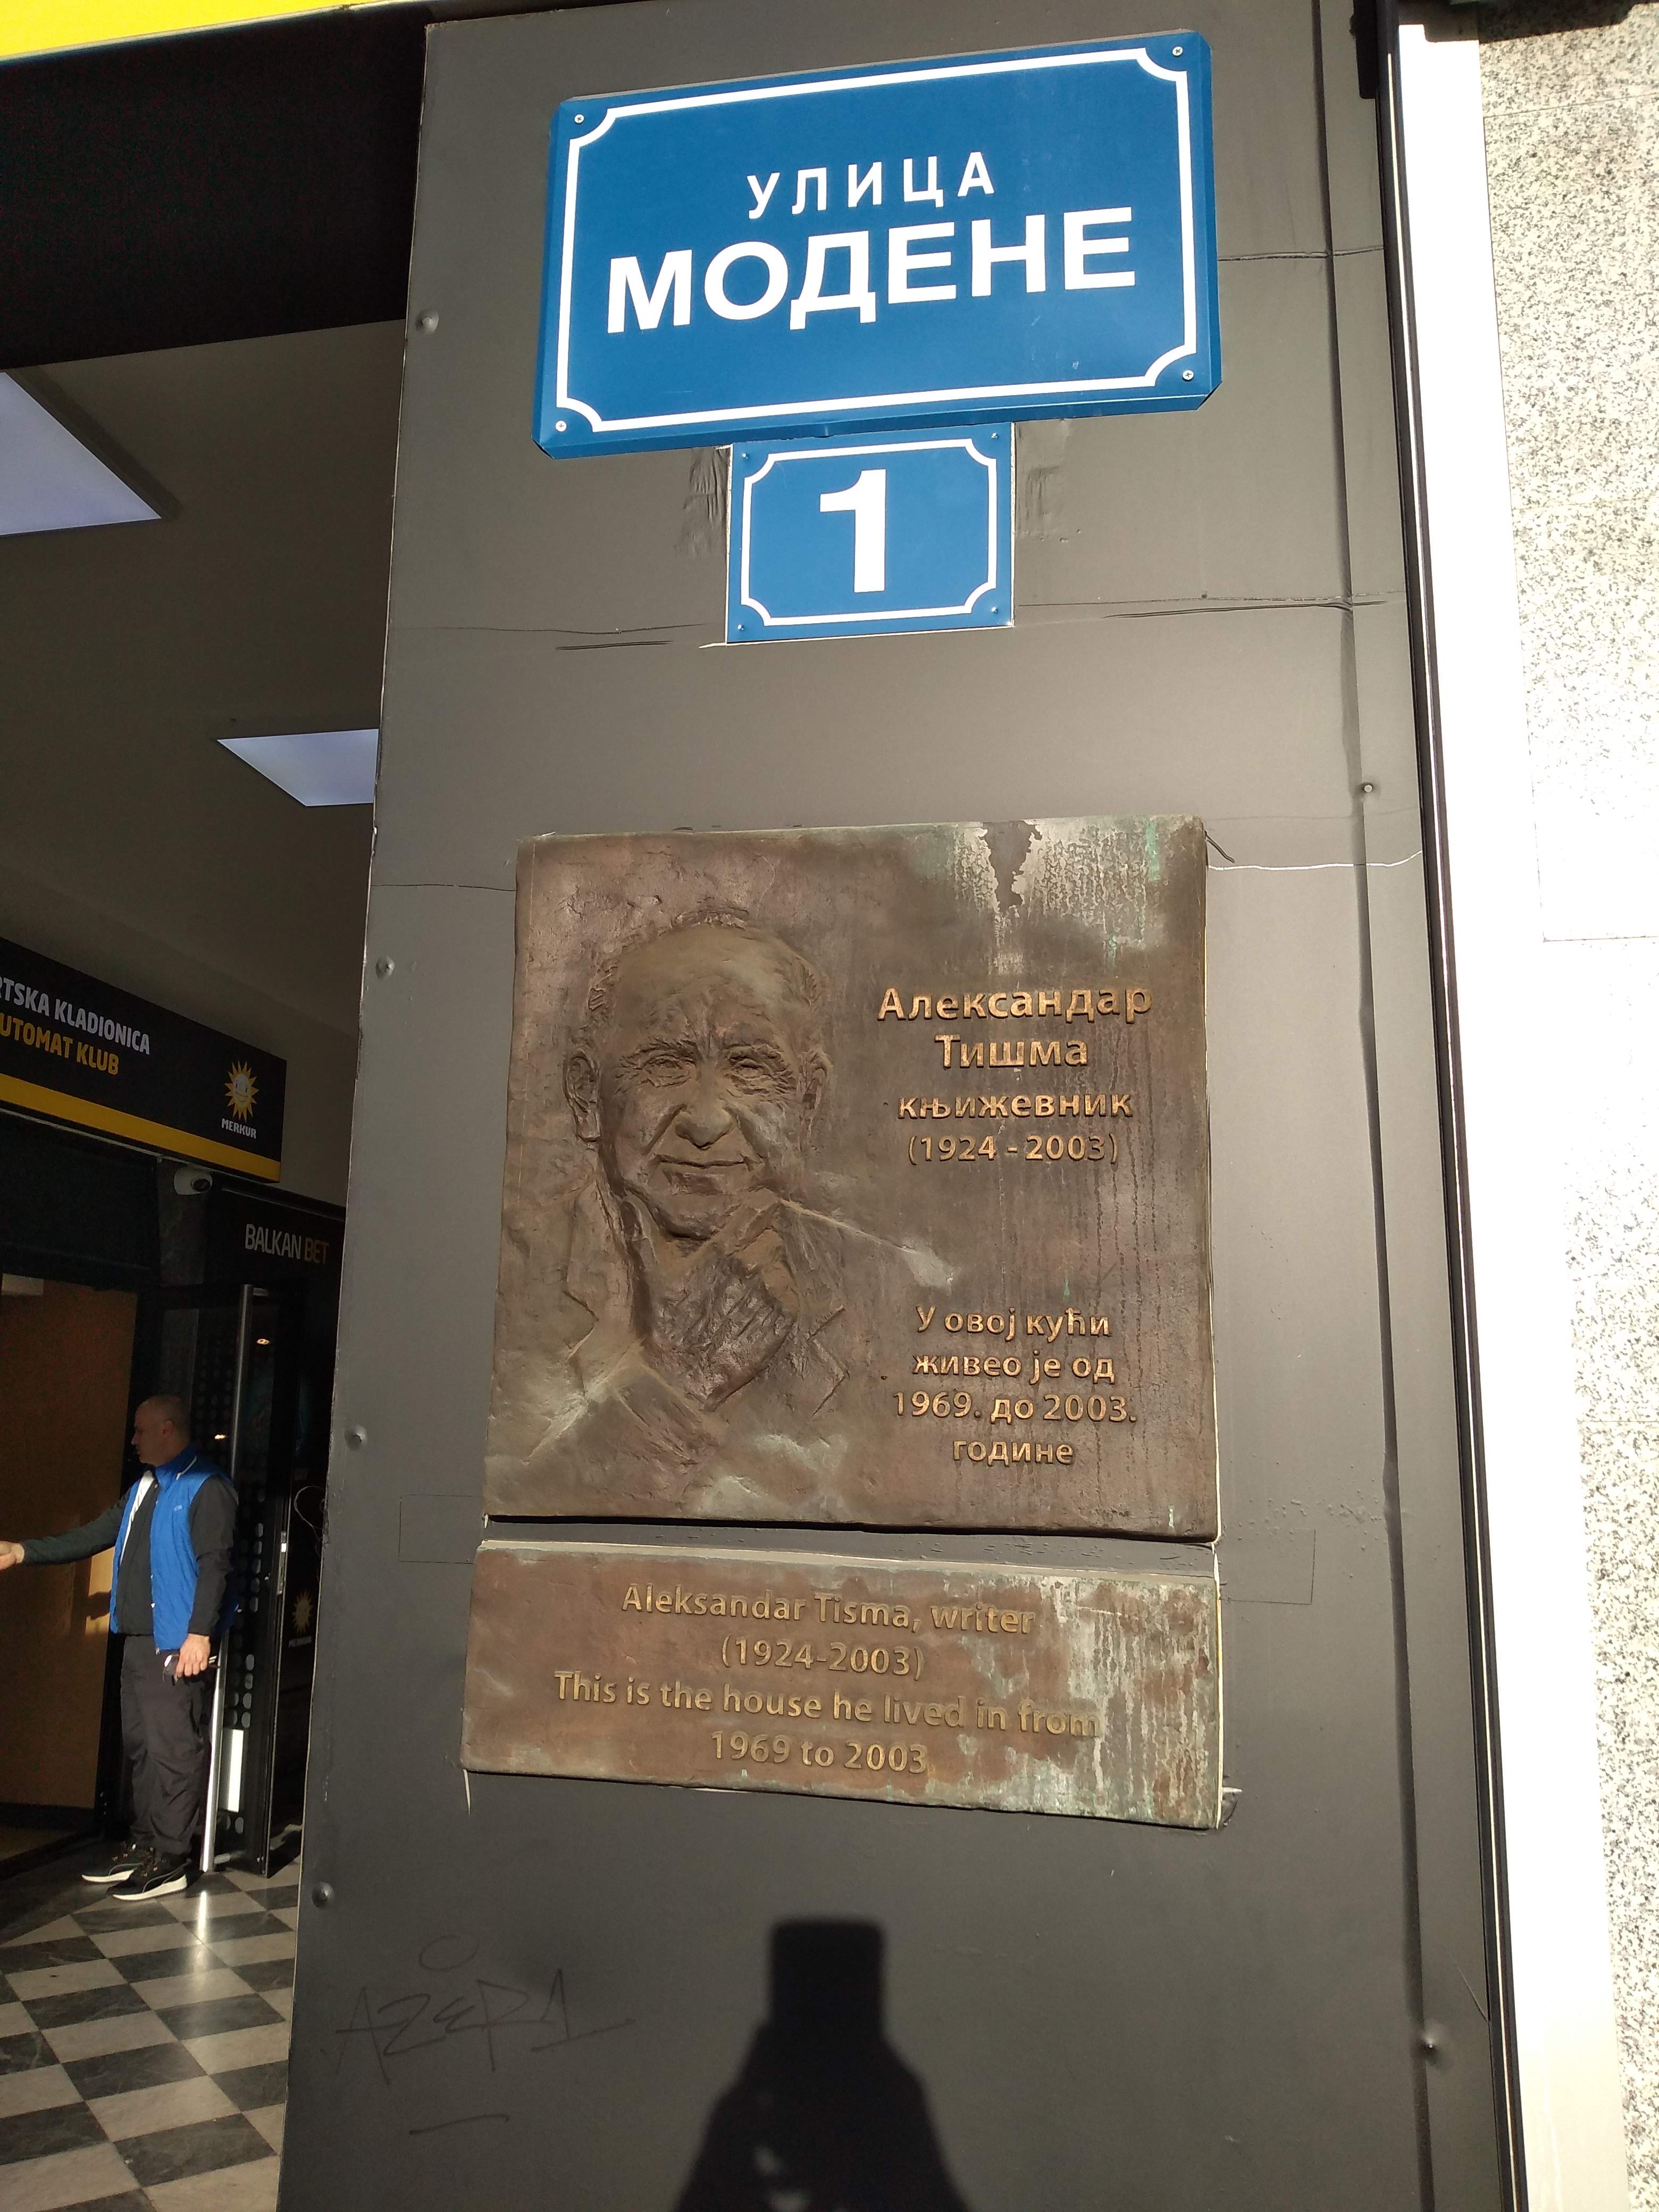 УЛИЦА
МОДЕНЕ
1
Александар
Тишма
књижевник
(1924 - 2003)
У овој кући
живео је од
1969. до 2003.
године
Aleksandar Tisma, writer
(1924-2003)
This is the house he lived in from
1969 to 2003
KLADIONICA
KLUB
MERKUR
BALKAN BET
MERKUR